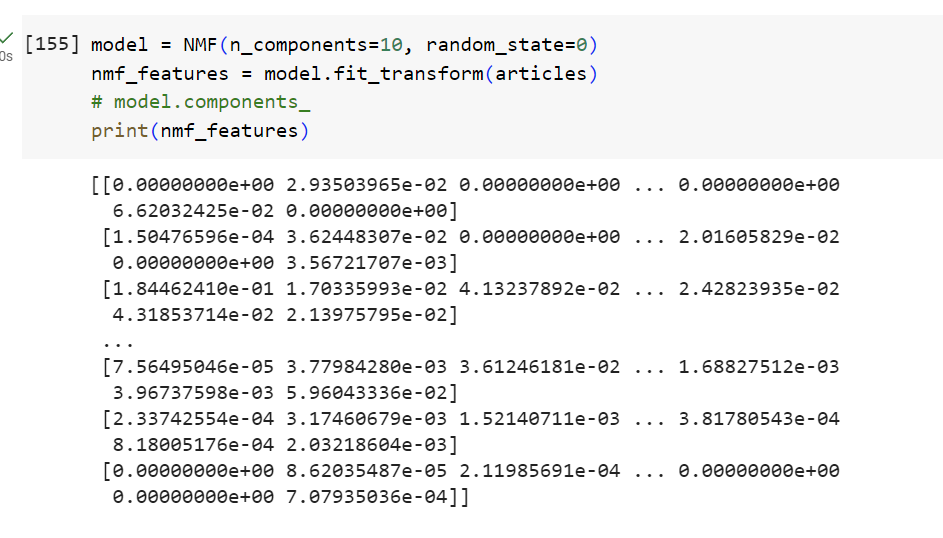 [155] model = NMF(n_components=10, random_state=0)
nmf_features = model.fit_transform(articles)
# model.components_
print(nmf_features)
0s
[[0.00000000e+00 2.93503965e-02 0.00000000e+00 ... 0.00000000e+00
6.62032425e-02 0.00000000e+00]
[1.50476596e-04 3.62448307e-02 0.00000000e+00 ... 2.01605829e-02
0.00000000e+00 3.56721707e-03]
[1.84462410e-01 1.70335993e-02 4.13237892e-02 ... 2.42823935e-02
4.31853714e-02 2.13975795e-02]
...
[7.56495046e-05 3.77984280e-03 3.61246181e-02 ... 1.68827512e-03
3.96737598e-03 5.96043336e-02]
[2.33742554e-04 3.17460679e-03 1.52140711e-03 ... 3.81780543e-04
8.18005176e-04 2.03218604e-03]
[0.00000000e+00 8.62035487e-05 2.11985691e-04 ... 0.00000000e+00
0.00000000e+00 7.07935036e-04]]